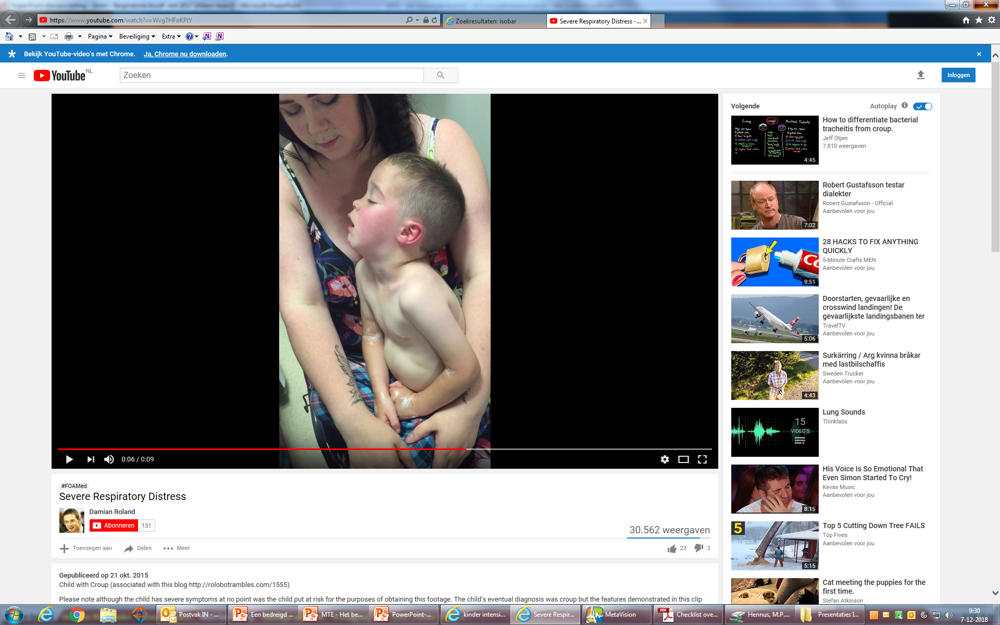 https://www.youtube.com/watch?v=Wvg7HFoKFtY
Zoekresultaten: isobar
Severe Respiratory Distress -...
Pagina
Beveiliging
Extra
Bekijk YouTube-video's met Chrome. Ja, Chrome nu downloaden.
YouTube NL
Zoeken
Inloggen
0:06 / 0:09
#FOAMed
Severe Respiratory Distress
Damian Roland
Abonneren 131
30.562 weergaven
Toevoegen aan
Delen
Meer
22
3
Gepubliceerd op 21 okt. 2015
Child with Croup (associated with this blog http://rolobotrambles.com/1555)
Please note although the child has severe symptoms at no point was the child put at risk for the purposes of obtaining this footage. The child's eventual diagnosis was croup but the features demonstrated in this clip
Volgende
Autoplay
Croup
cough!
Bacterial Tracheitis
4:45
How to differentiate bacterial
tracheitis from croup.
Jeff Otjen
7.810 weergaven
7:02
Robert Gustafsson testar
dialekter
Robert Gustafsson - Official
Aanbevolen voor jou
9:51
28 HACKS TO FIX ANYTHING
QUICKLY
5-Minute Crafts MEN
Aanbevolen voor jou
5:06
Doorstarten, gevaarlijke en
crosswind landingen! De
gevaarlijkste landingsbanen ter
TravelTV
Aanbevolen voor jou
4:43
Surkärring / Arg kvinna bråkar
med lastbilschaffis
Sweden Trucker
Aanbevolen voor jou
15
VIDEO'S
Lung Sounds
Thinklabs
8:15
His Voice Is So Emotional That
Even Simon Started To Cry!
Kevas Music
Aanbevolen voor jou
5
5:15
Top 5 Cutting Down Tree FAILS
Top Fives
Aanbevolen voor jou
Cat meeting the puppies for the
first time.
Stefan Atkinson
Postvak IN - ...
Een bedreigd ...
MTE - Het be...
PowerPoint-...
kinder intensi...
Severe Respir...
MetaVision
PDF
Checklist ove...
Hennus, M.P....
Presentaties I...
9:30
7-12-2018